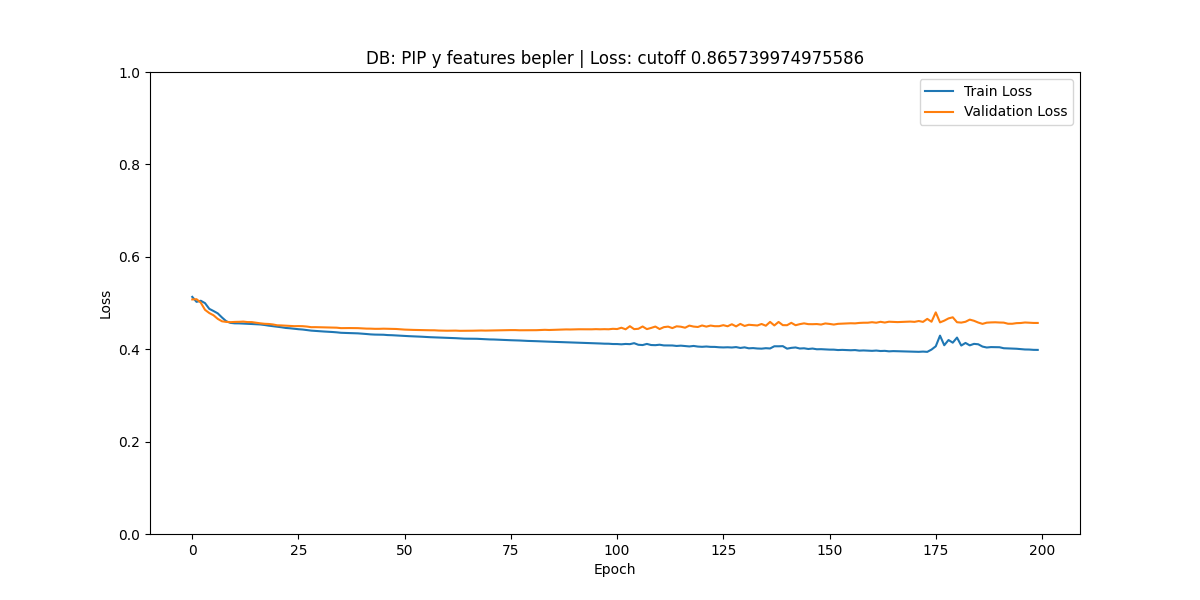 DB: PIP y features bepler | Loss: cutoff 0.865739974975586
Train Loss
Validation Loss
1.0
0.8
0.6
0.4
0.2
0.0
Loss
0 25 50 75 100 125 150 175 200
Epoch